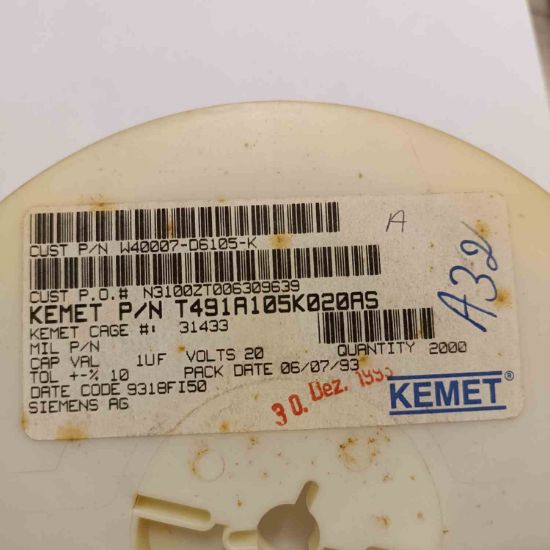 CUST P/N W40007-D6105-K
A
CUST P.O.# N3100ZT006309639
KEMET P/N T491A105K020AS
KEMET CAGE #: 31433
MIL P/N
CAP VAL 1UF VOLTS 20 QUANTITY 2000
TOL +-% 10 PACK DATE 06/07/93
DATE CODE 9318FI50
SIEMENS AG
30. Dez. 1993
KEMET®
A32